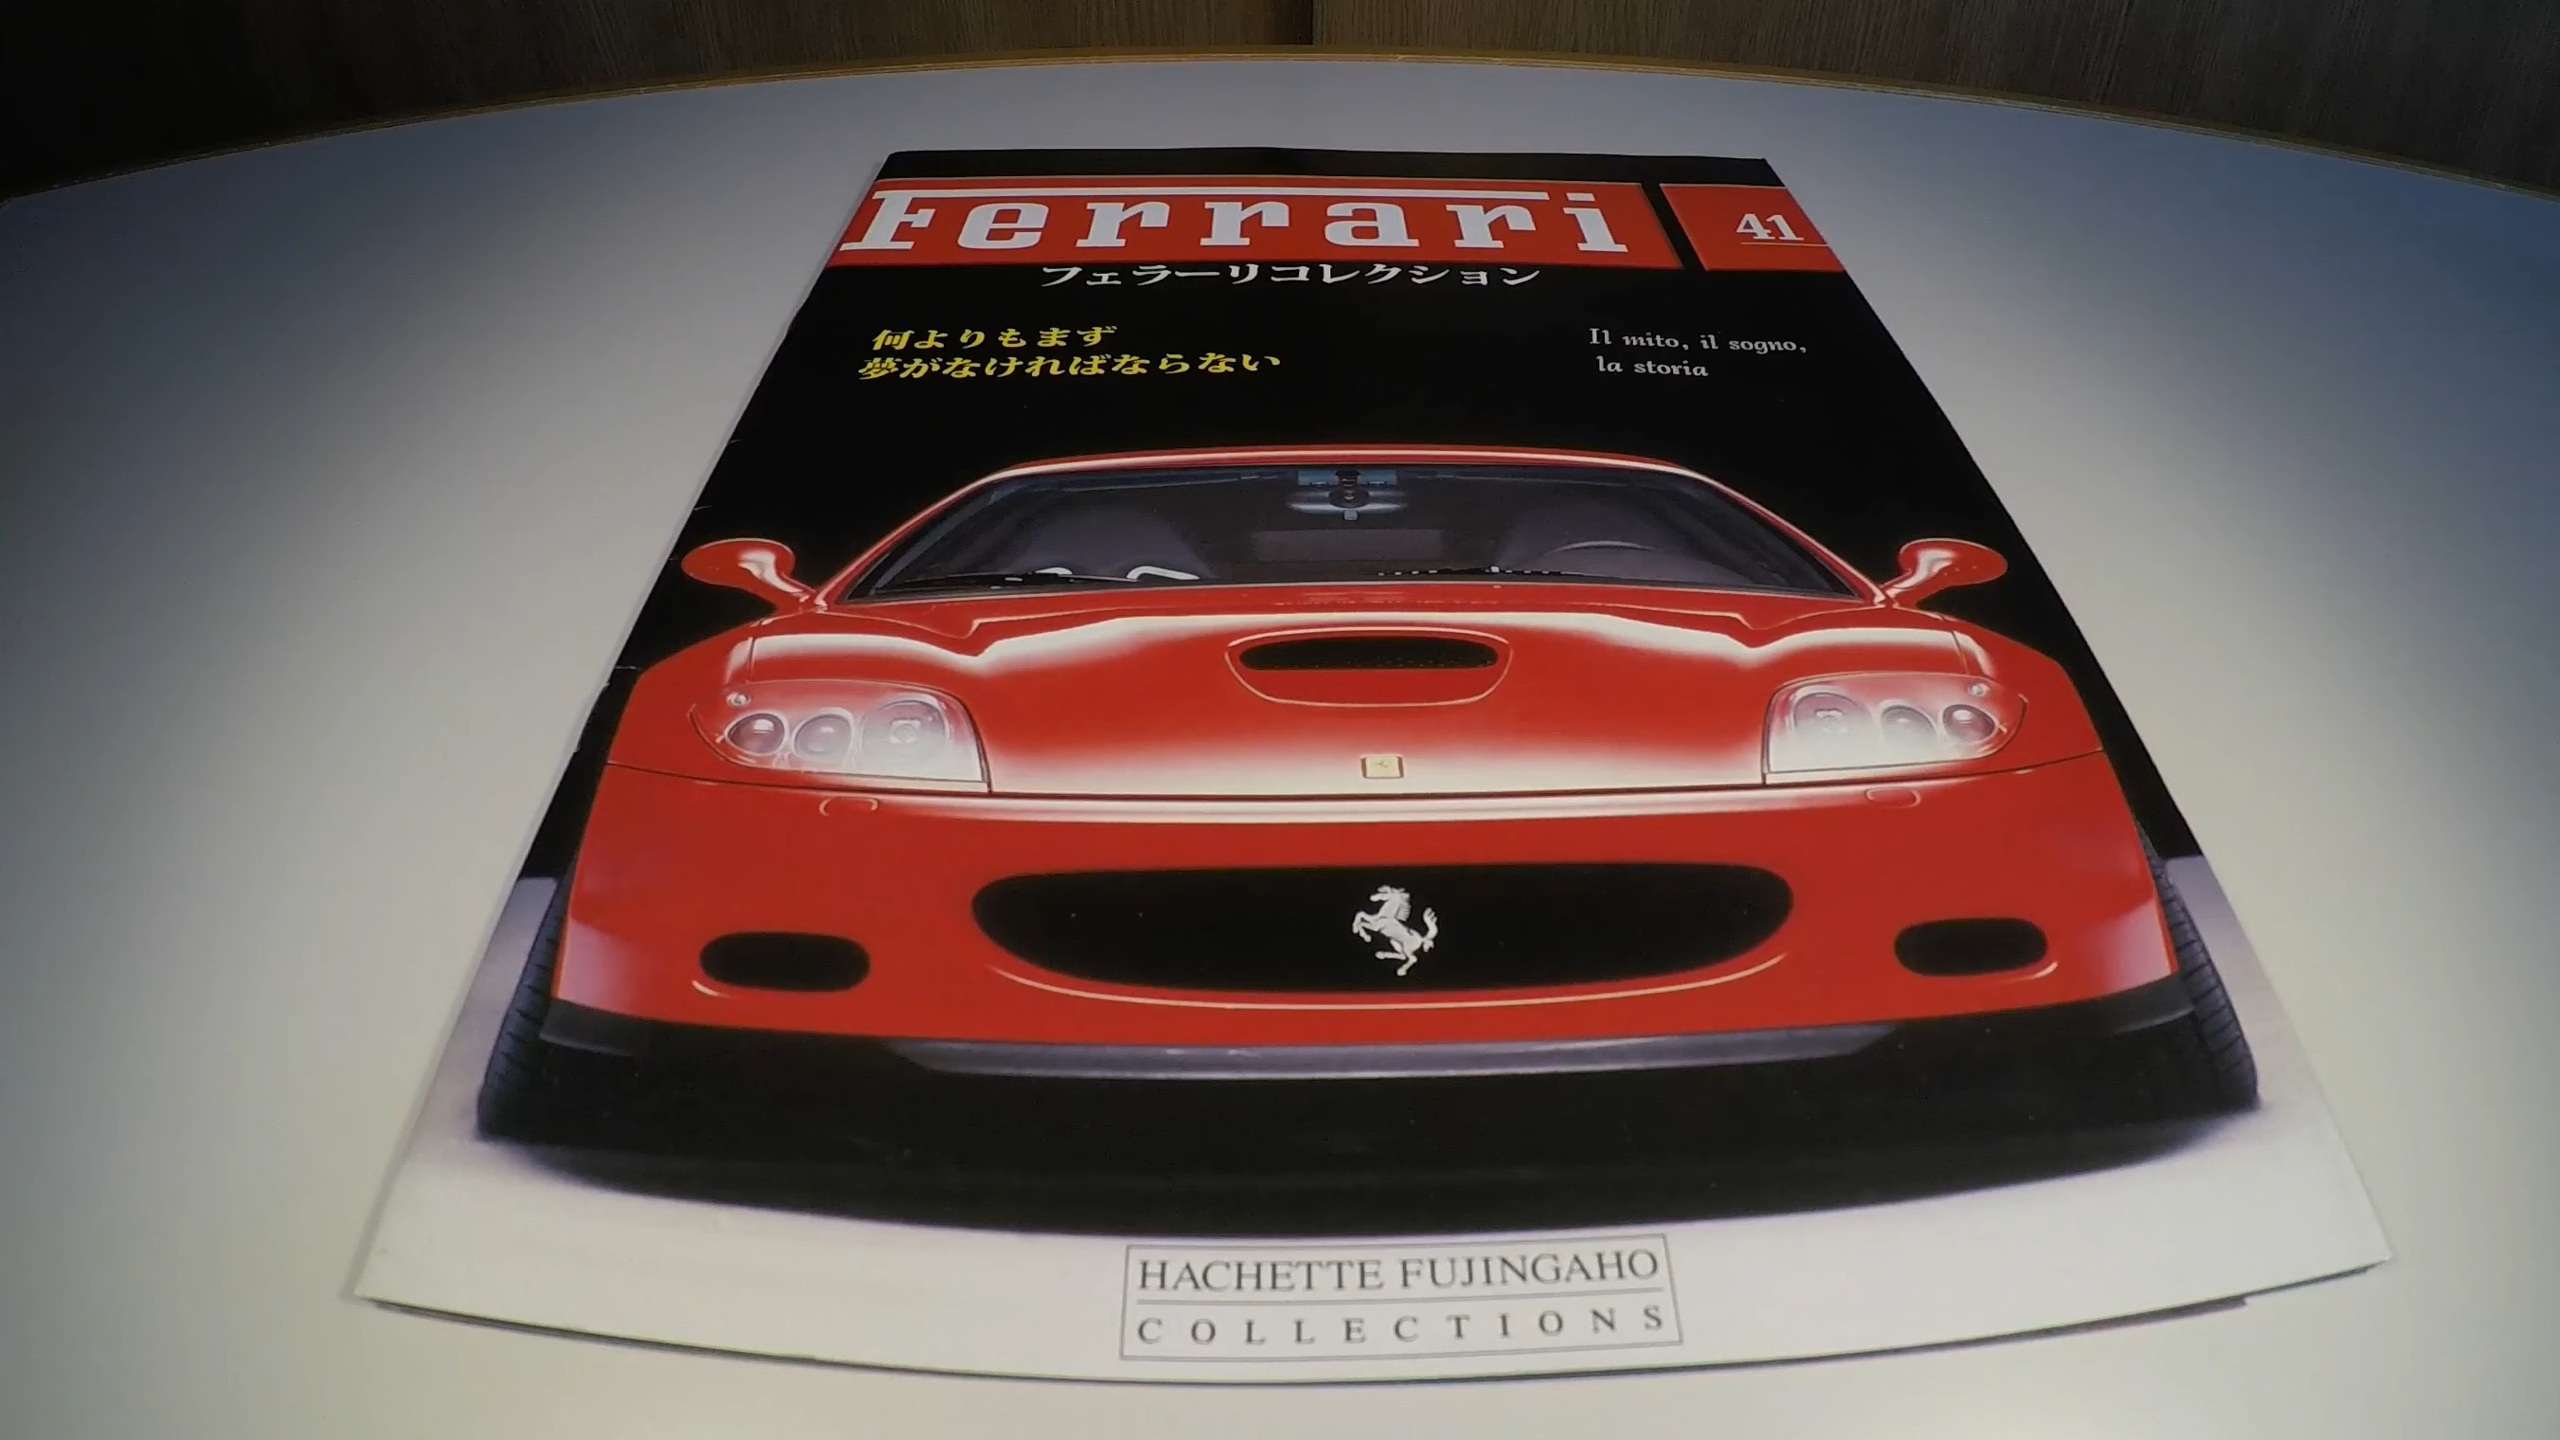 Ferrari 41
フェラーリコレクション
何よりもまず
夢がなければならない
Il mito, il sogno,
la storia
HACHETTE FUJINGAHO
COLLECTIONS